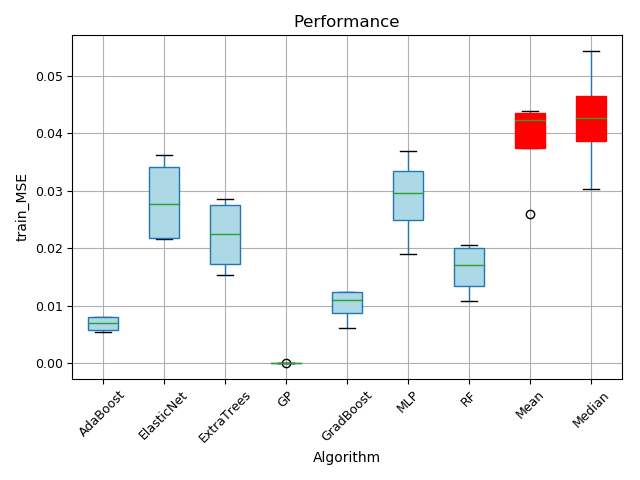 Performance
train_MSE
0.05
0.04
0.03
0.02
0.01
0.00
AdaBoost
ElasticNet
ExtraTrees
GP
GradBoost
MLP
RF
Mean
Median
Algorithm